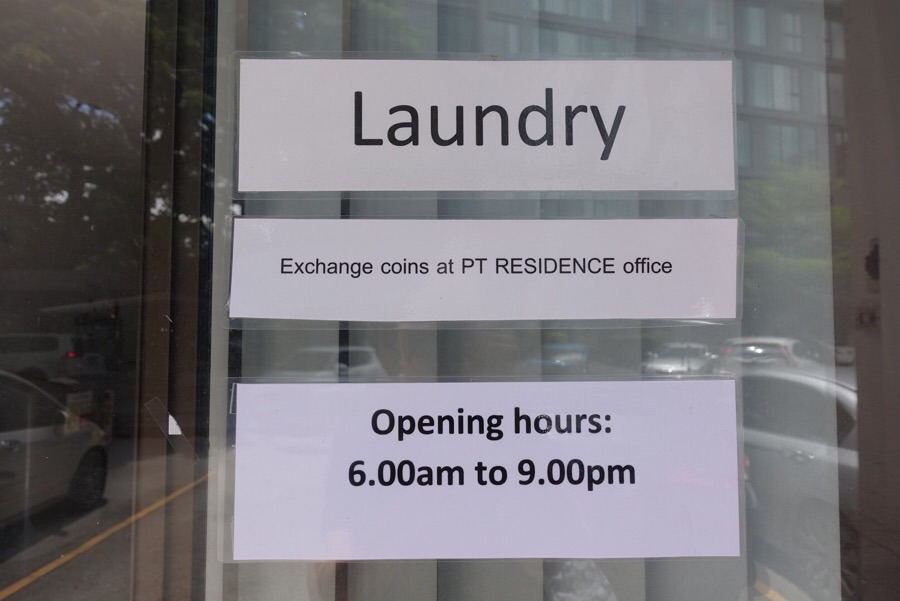 Laundry
Exchange coins at PT RESIDENCE office
Opening hours:
6.00am to 9.00pm